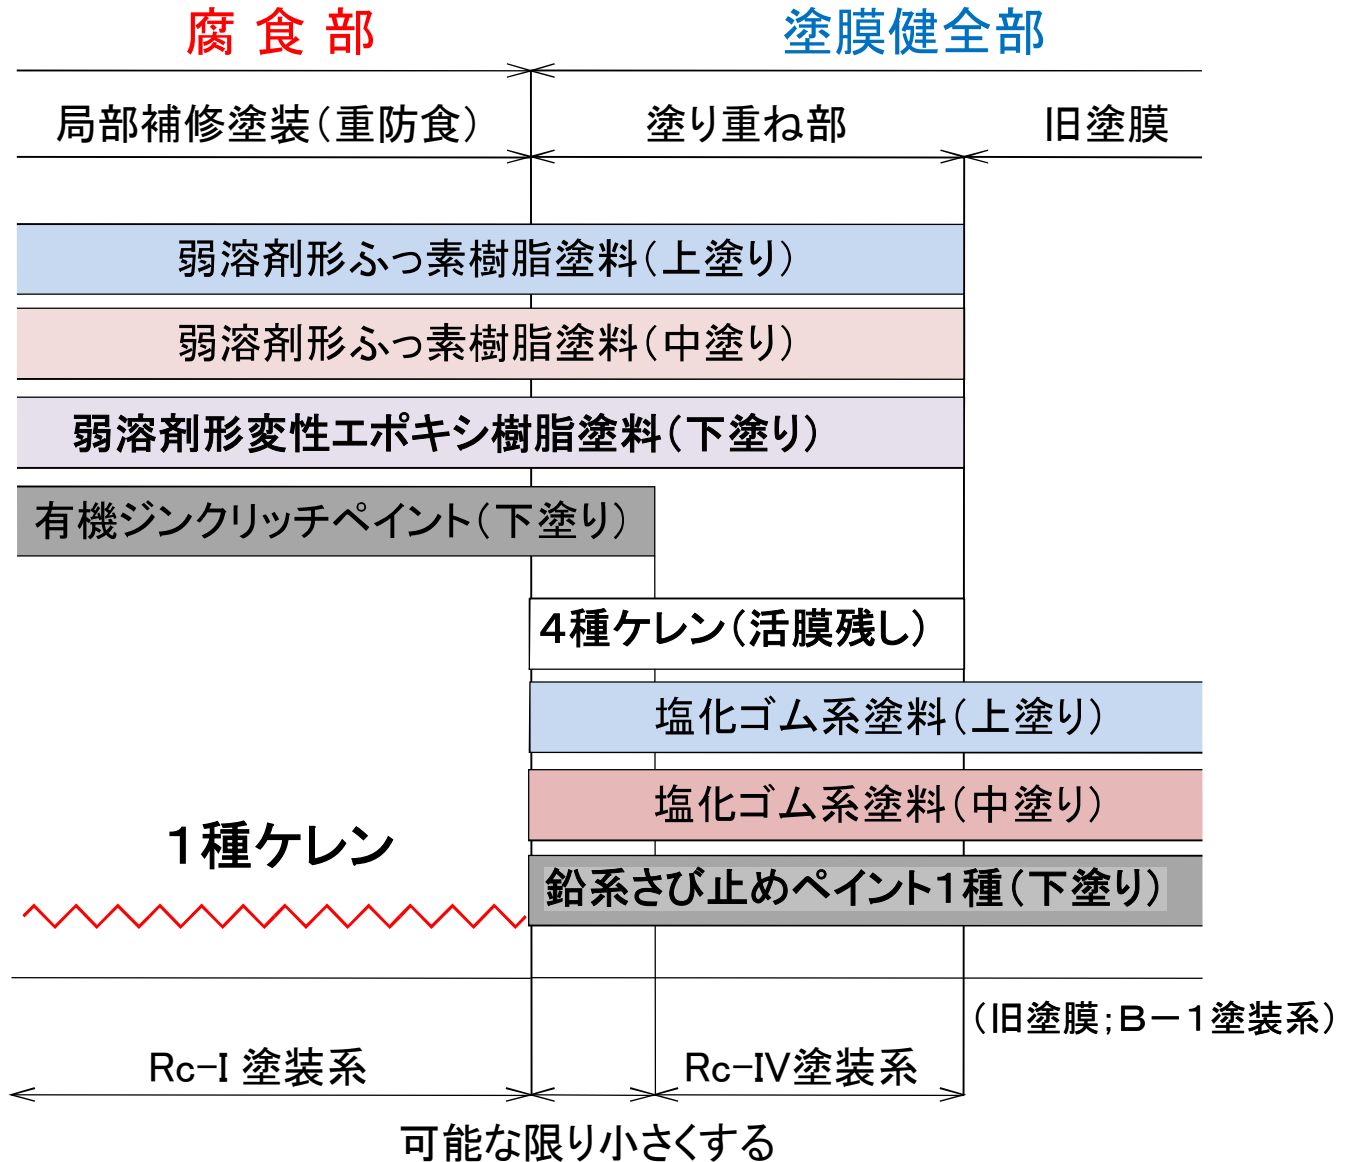 腐 食 部
塗膜健全部
局部補修塗装(重防食)
塗り重ね部
旧塗膜
弱溶剤形ふっ素樹脂塗料(上塗り)
弱溶剤形ふっ素樹脂塗料(中塗り)
弱溶剤形変性エポキシ樹脂塗料(下塗り)
有機ジンクリッチペイント(下塗り)
4種ケレン(活膜残し)
塩化ゴム系塗料(上塗り)
塩化ゴム系塗料(中塗り)
1種ケレン
鉛系さび止めペイント1種(下塗り)
(旧塗膜;B-1塗装系)
Rc-I 塗装系
Rc-IV塗装系
可能な限り小さくする